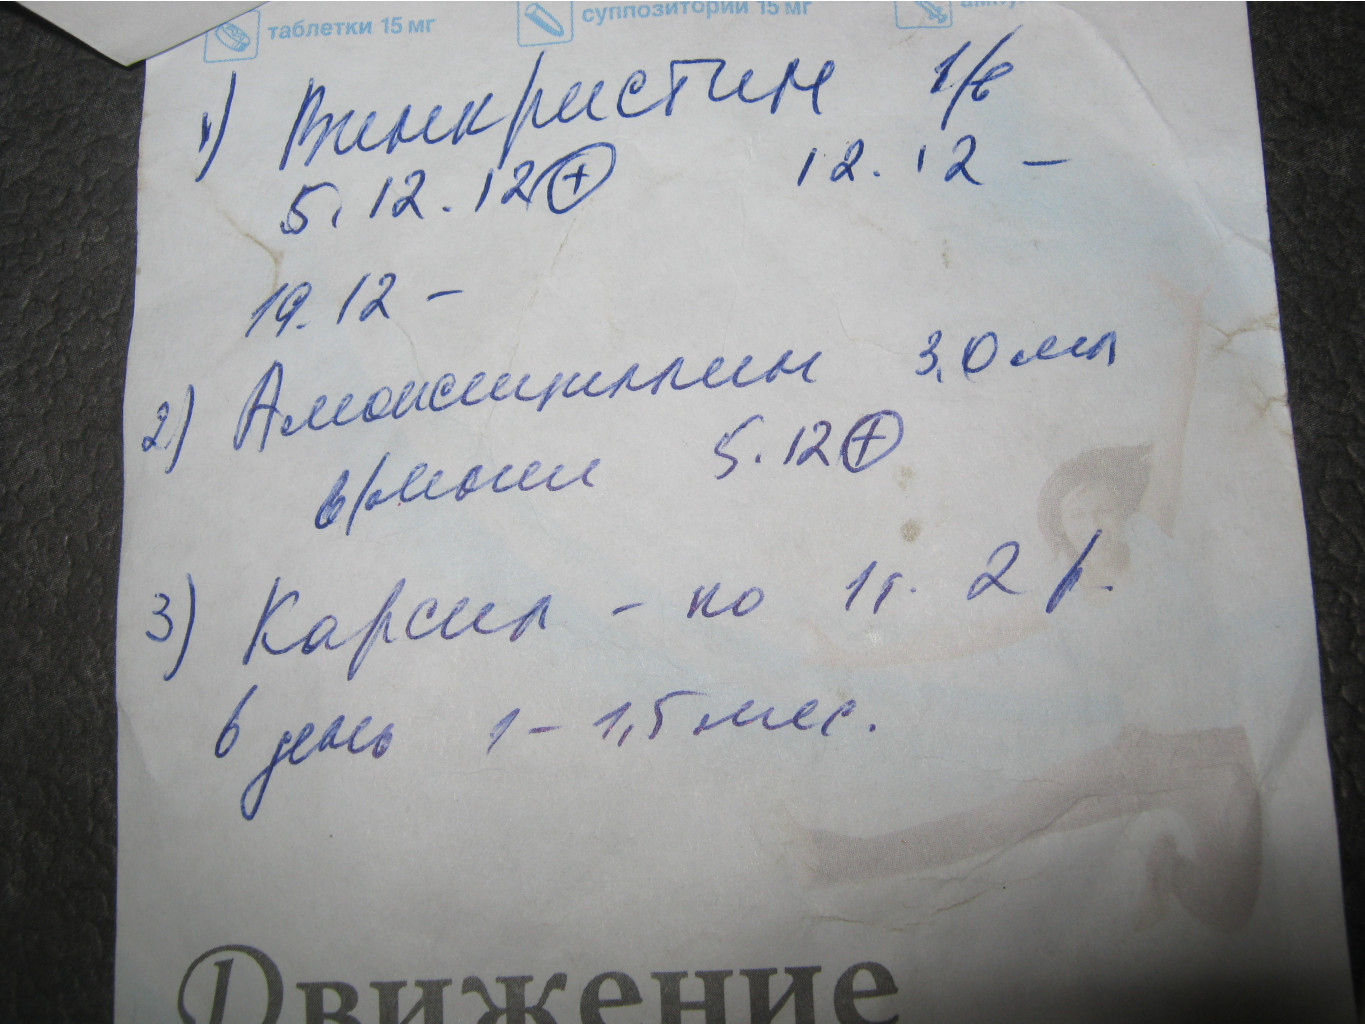 таблетки 15 мг суппозитории 15 мг
1) Винкристин 1/в
5.12.12 ⊕ 12.12 –
19.12 –
2) Амоксициллин 3,0 мл
в/мышц 5.12 ⊕
3) Карсил – по 1т. 2 р.
в день 1 – 1,5 мес.
Движение